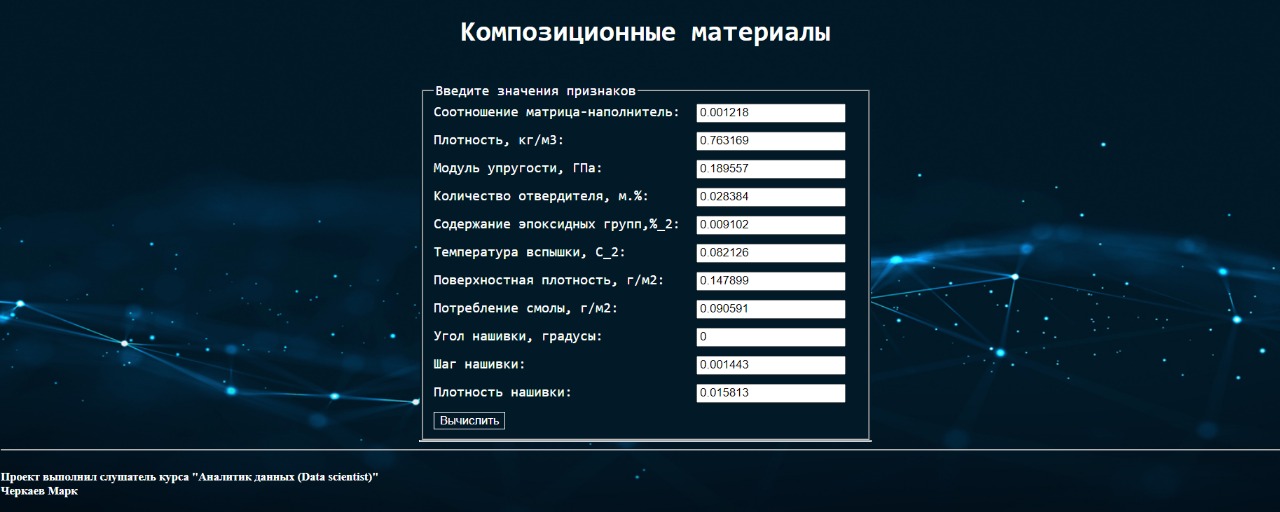 Композиционные материалы
Введите значения признаков
Соотношение матрица-наполнитель: 0.001218
Плотность, кг/м3: 0.763169
Модуль упругости, ГПа: 0.189557
Количество отвердителя, м.%: 0.028384
Содержание эпоксидных групп,%_2: 0.009102
Температура вспышки, С_2: 0.082126
Поверхностная плотность, г/м2: 0.147899
Потребление смолы, г/м2: 0.090591
Угол нашивки, градусы: 0
Шаг нашивки: 0.001443
Плотность нашивки: 0.015813
Вычислить
Проект выполнил слушатель курса "Аналитик данных (Data scientist)"
Черкаев Марк